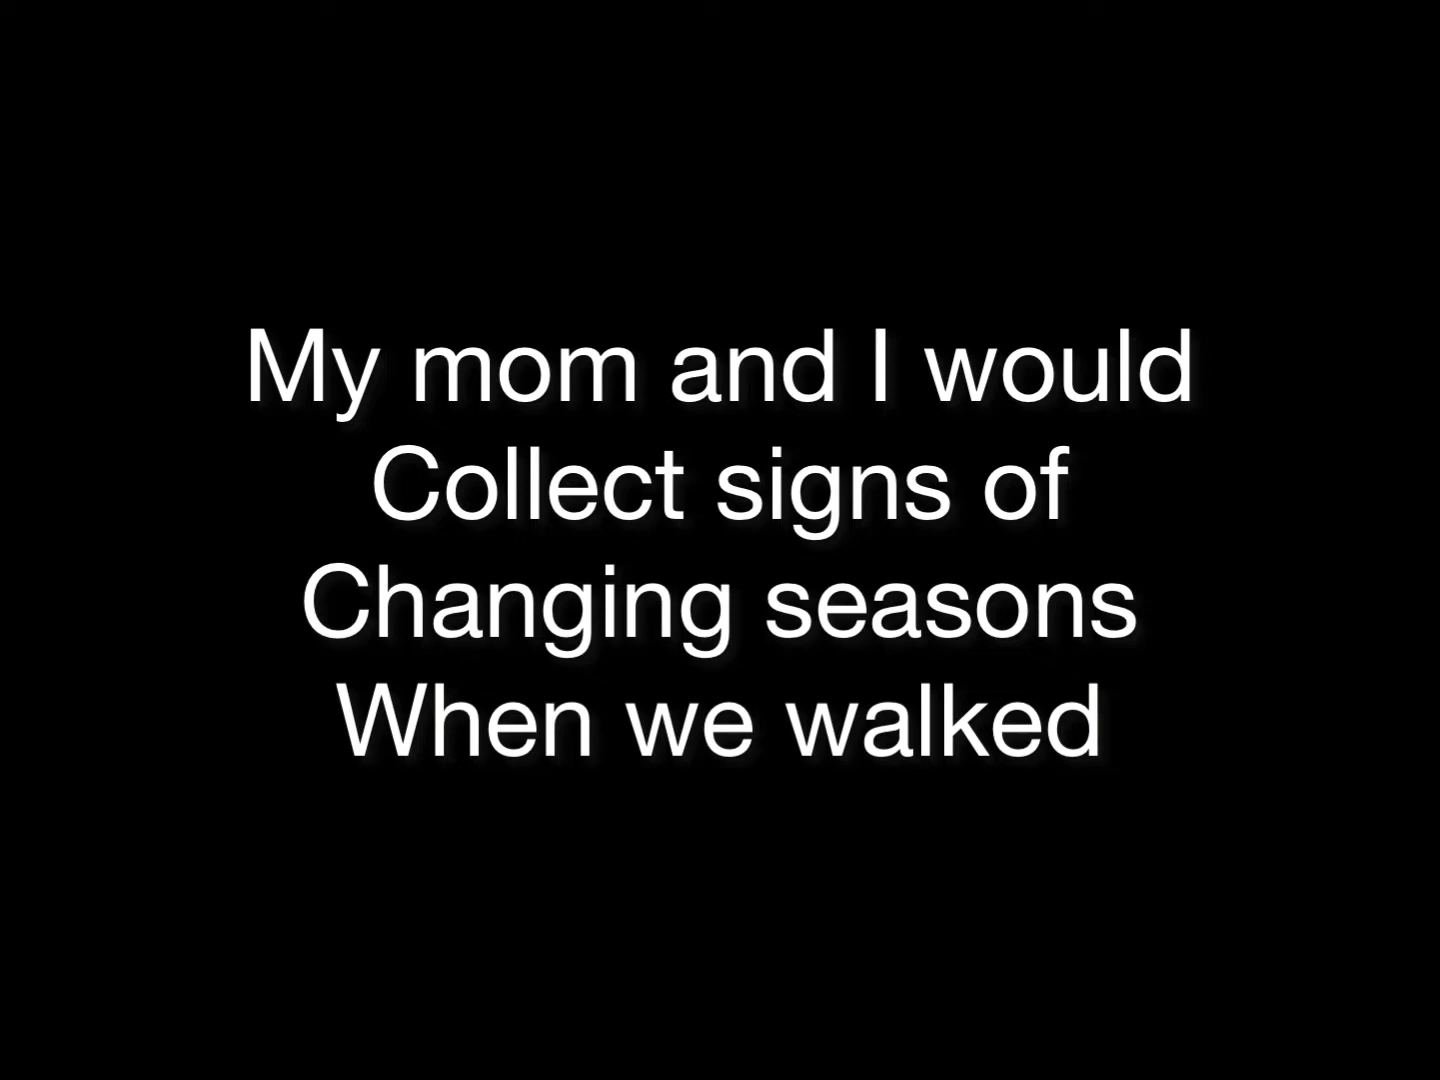 My mom and I would
Collect signs of
Changing seasons
When we walked